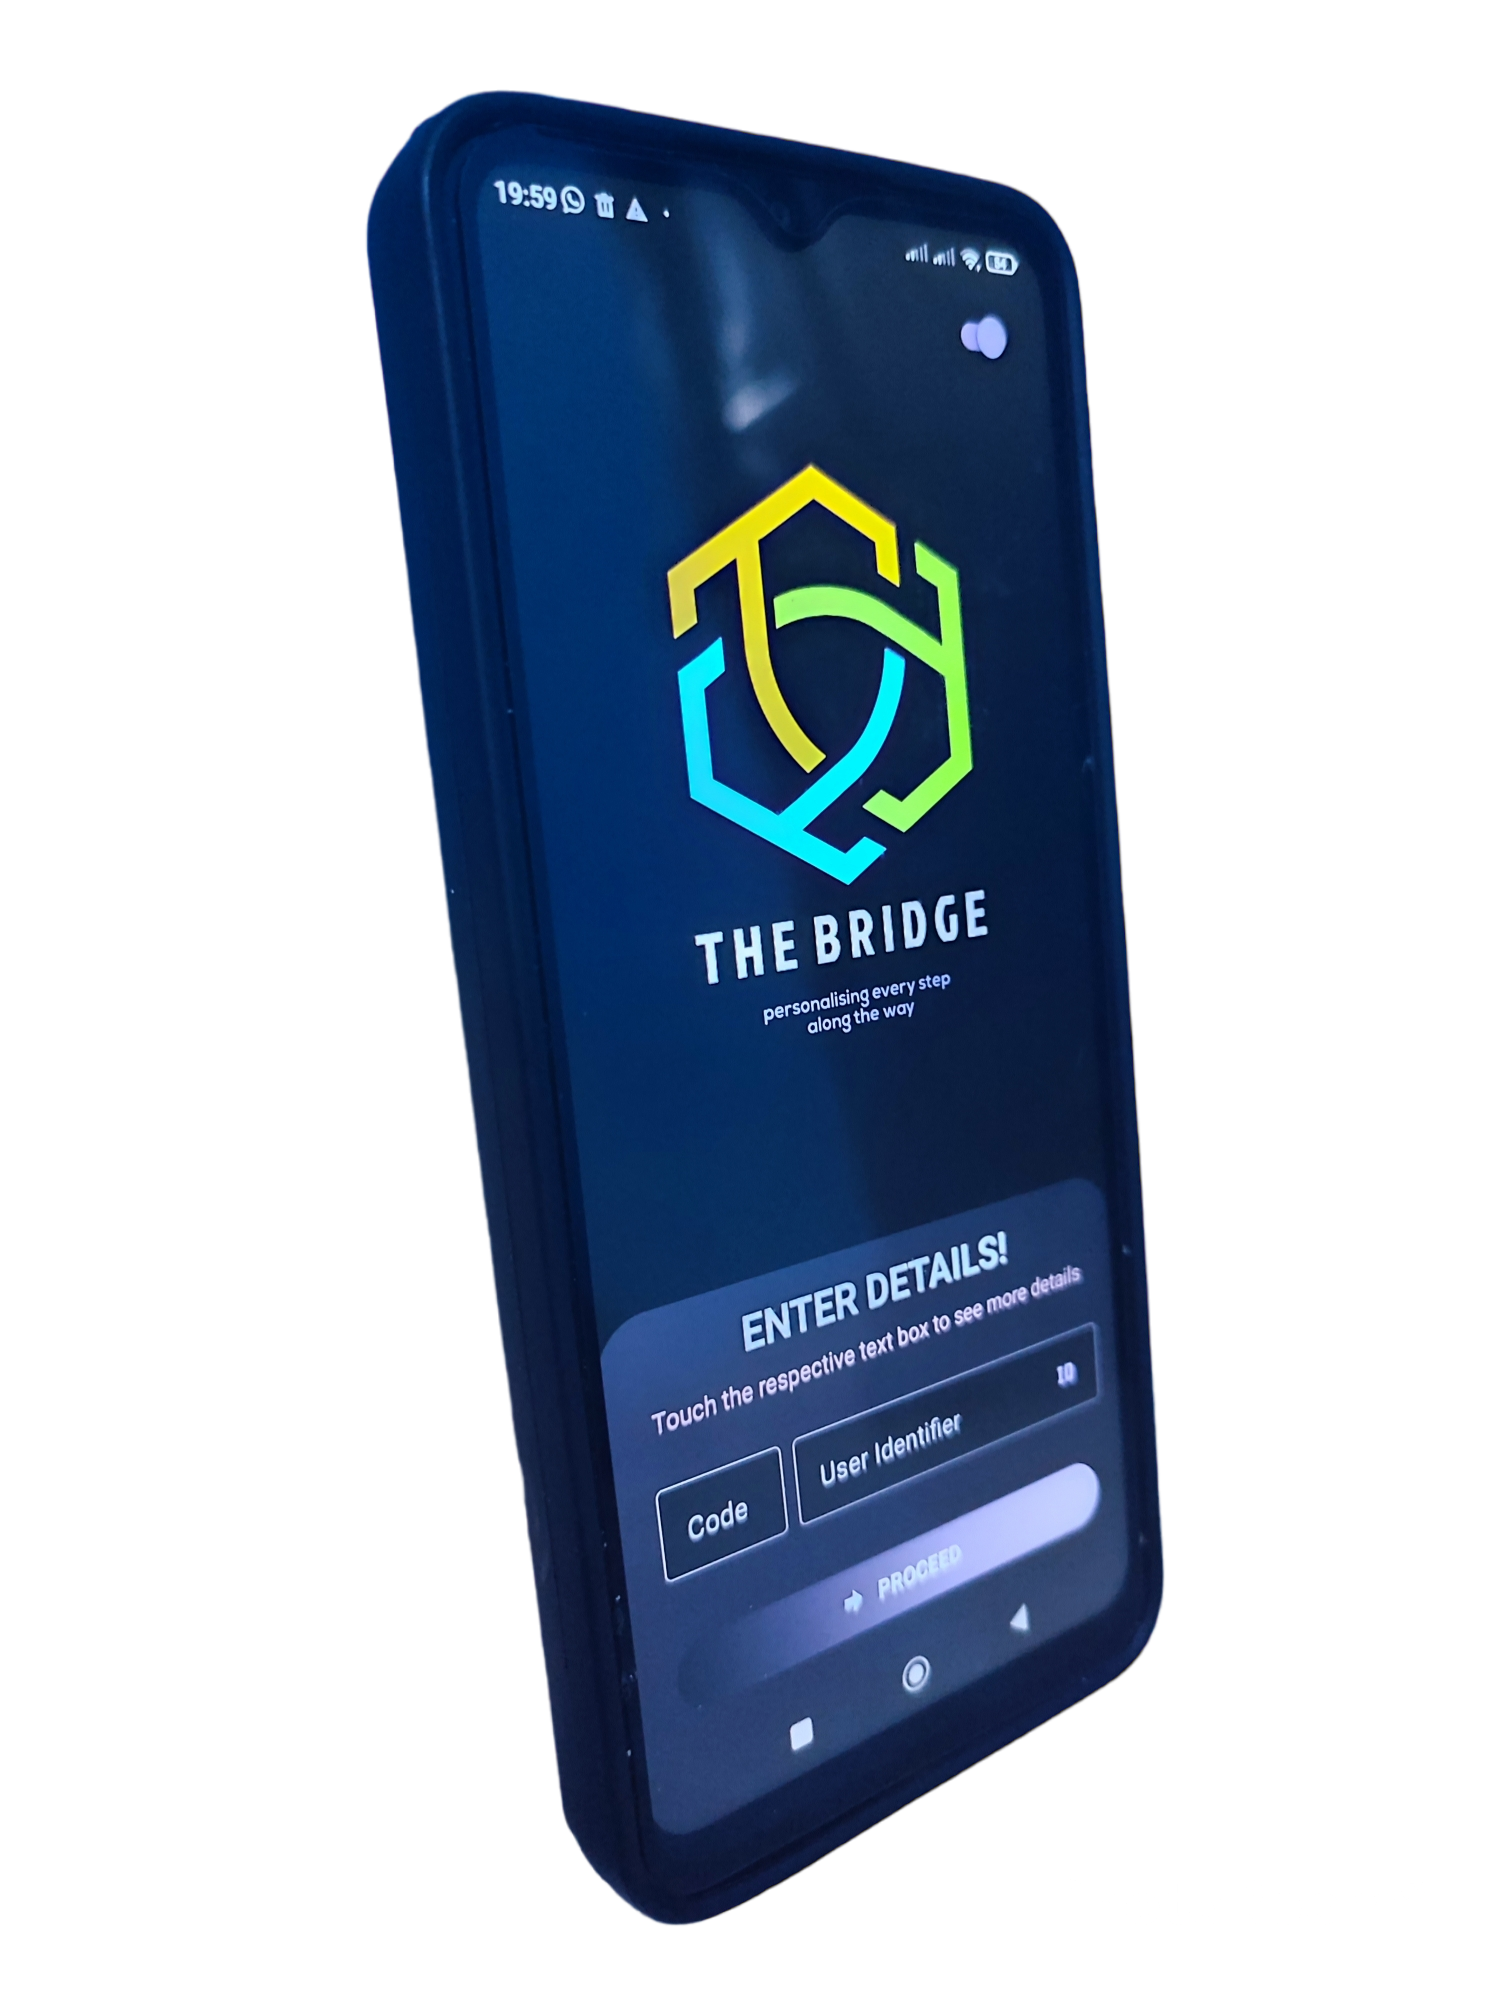 19:59
84
THE BRIDGE
personalising every step
along the way
ENTER DETAILS!
Touch the respective text box to see more details
Code
User Identifier
10
PROCEED